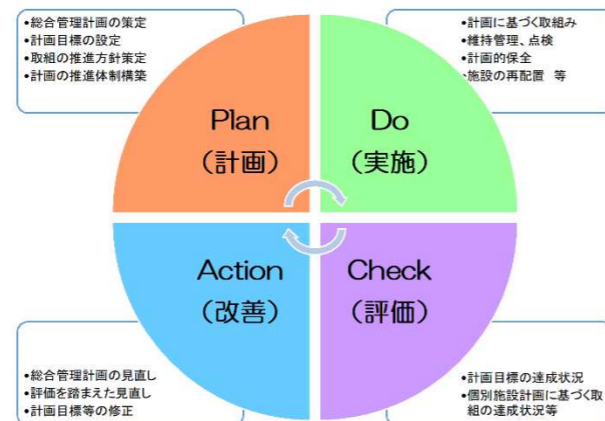 •総合管理計画の策定
•計画目標の設定
•取組の推進方針策定
•計画の推進体制構築
•計画に基づく取組み
•維持管理、点検
•計画的保全
•施設の再配置 等
Plan
（計画）
Do
（実施）
Action
（改善）
Check
（評価）
•総合管理計画の見直し
•評価を踏まえた見直し
•計画目標等の修正
•計画目標の達成状況
•個別施設計画に基づく取
組の達成状況等